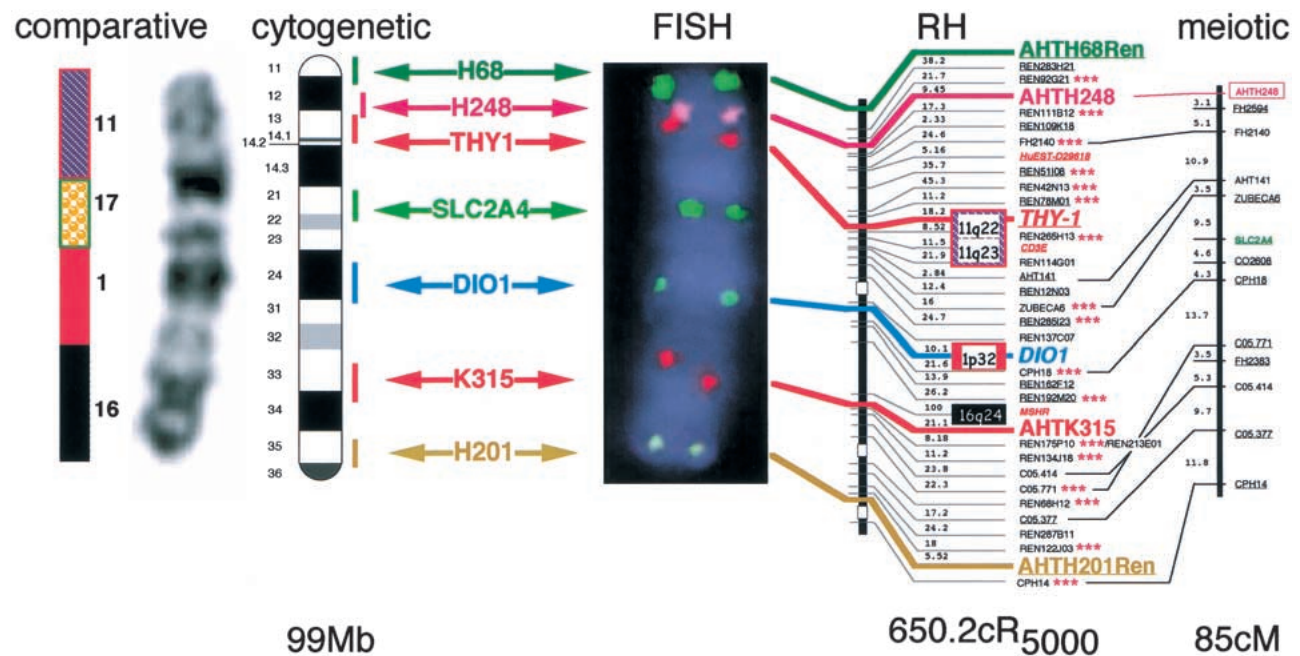 comparative
cytogenetic
FISH
RH
meiotic
11
17
1
16
11
12
13
14.1
14.2
14.3
21
22
23
24
31
32
33
34
35
36
H68
H248
THY1
SLC2A4
DIO1
K315
H201
38.2
21.7
9.45
17.3
2.33
24.6
5.16
35.7
45.3
11.2
18.2
8.52
11.5
21.9
2.84
12.4
16
24.7
10.1
21.6
13.9
26.2
100
21.1
8.18
11.2
23.8
22.3
17.2
24.2
18
5.52
11q22
11q23
1p32
16q24
AHTH68Ren
REN283H21
REN92G21 ***
AHTH248
REN111B12 ***
REN109K18
FH2140 ***
HuEST-D29618
REN51I08 ***
REN42N13 ***
REN78M01 ***
THY-1
REN265H13 ***
CD3E
REN114G01
AHT141
REN12N03
ZUBECA6 ***
REN285I23 ***
REN137C07
DIO1
CPH18 ***
REN162F12
REN192M20 ***
MSHR
AHTK315
REN175P10 ***/REN213E01
REN134J18 ***
C05.414
C05.771 ***
REN68H12 ***
C05.377
REN287B11
REN122J03 ***
AHTH201Ren
CPH14 ***
3.1
5.1
10.9
3.5
9.5
4.6
4.3
13.7
3.5
5.3
9.7
11.8
AHTH248
FH2594
FH2140
AHT141
ZUBECA6
SLC2A4
CO2608
CPH18
C05.771
FH2383
C05.414
C05.377
CPH14
99Mb
650.2cR5000
85cM